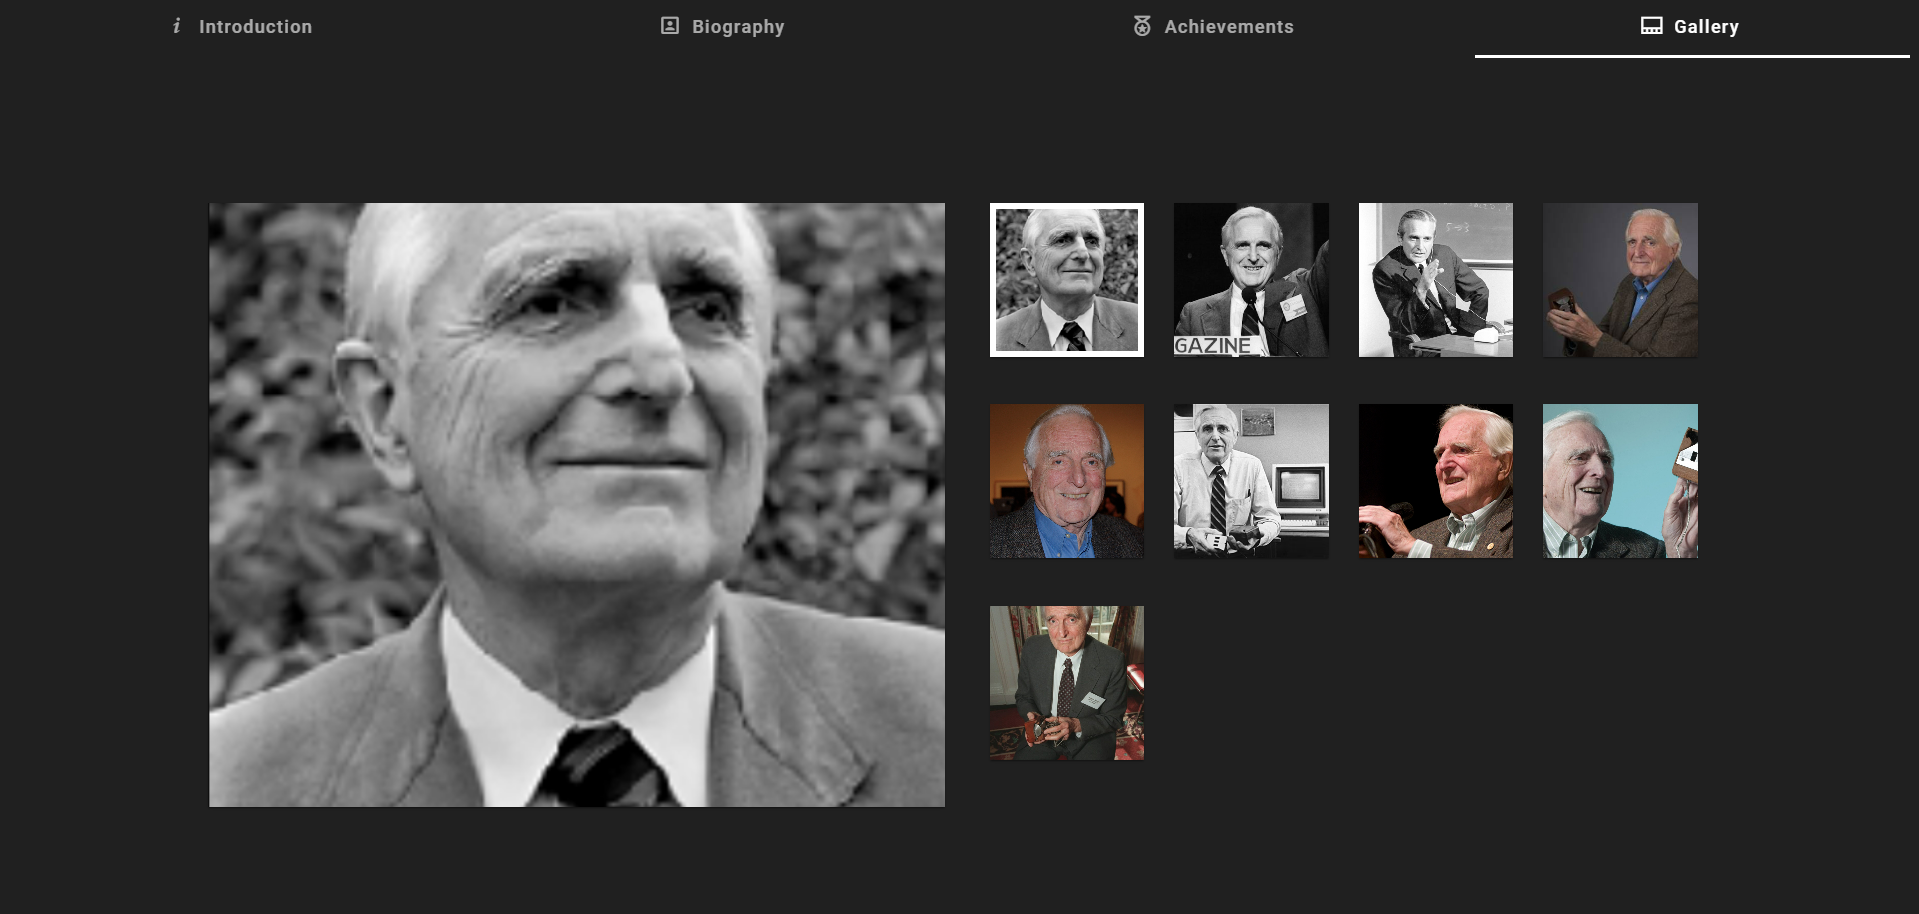 Introduction
Biography
Achievements
Gallery
GAZINE